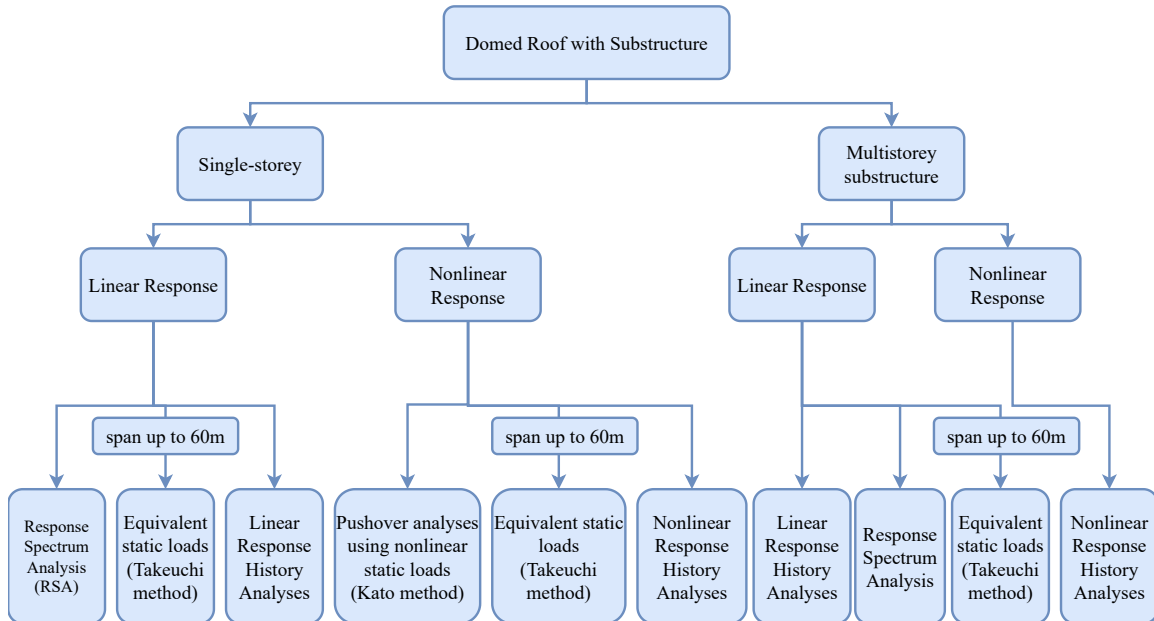 Domed Roof with Substructure
Single-storey
Multistorey
substructure
Linear Response
Nonlinear
Response
Linear Response
Nonlinear
Response
span up to 60m
span up to 60m
span up to 60m
Response
Spectrum
Analysis
(RSA)
Equivalent
static loads
(Takeuchi
method)
Linear
Response
History
Analyses
Pushover analyses
using nonlinear
static loads
(Kato method)
Equivalent static
loads
(Takeuchi
method)
Nonlinear
Response
History
Analyses
Linear
Response
History
Analyses
Response
Spectrum
Analysis
Equivalent
static loads
(Takeuchi
method)
Nonlinear
Response
History
Analyses